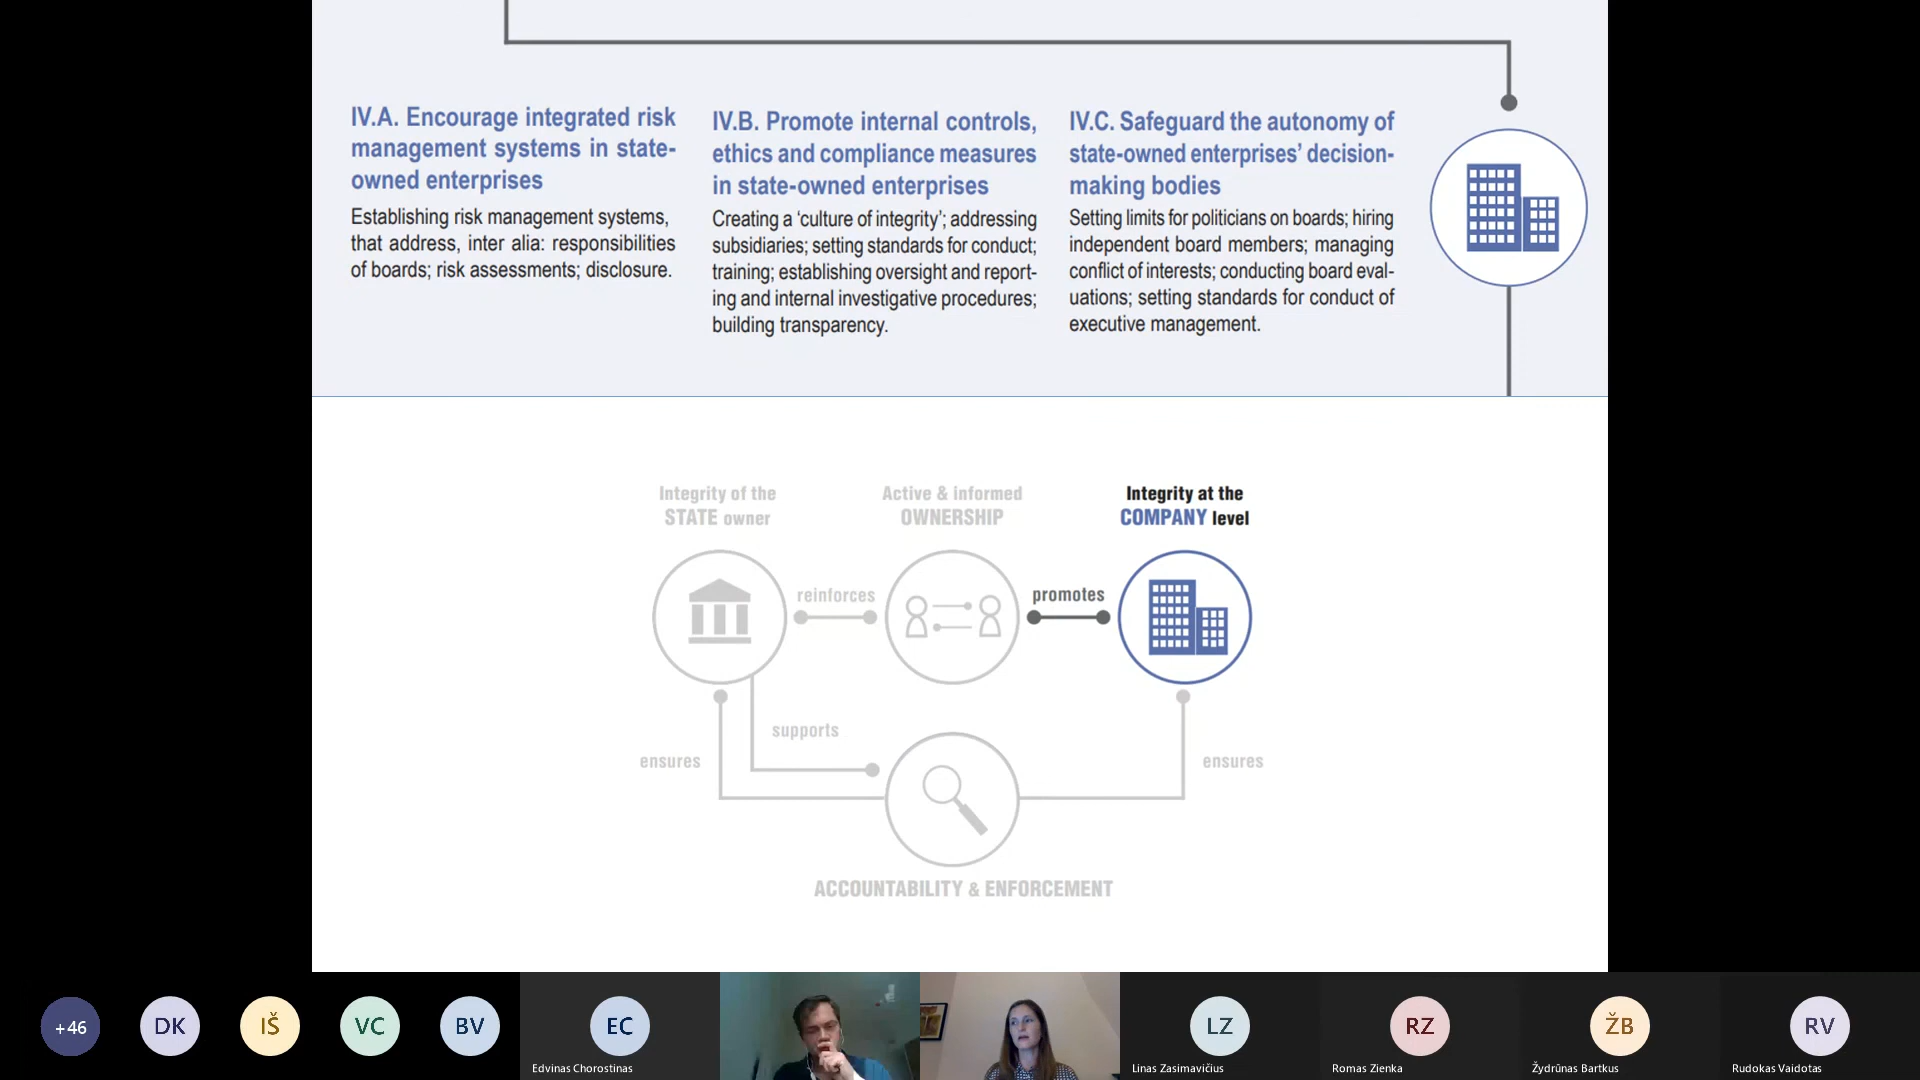 IV.A. Encourage integrated risk
management systems in state-
owned enterprises
Establishing risk management systems,
that address, inter alia: responsibilities
of boards; risk assessments; disclosure.
IV.B. Promote internal controls,
ethics and compliance measures
in state-owned enterprises
Creating a ‘culture of integrity’; addressing
subsidiaries; setting standards for conduct;
training; establishing oversight and report-
ing and internal investigative procedures;
building transparency.
IV.C. Safeguard the autonomy of
state-owned enterprises’ decision-
making bodies
Setting limits for politicians on boards; hiring
independent board members; managing
conflict of interests; conducting board eval-
uations; setting standards for conduct of
executive management.
Integrity of the
STATE owner
Active & informed
OWNERSHIP
Integrity at the
COMPANY level
reinforces
promotes
supports
ensures
ensures
ACCOUNTABILITY & ENFORCEMENT
+46
DK
IŠ
VC
BV
EC
Edvinas Chorostinas
LZ
Linas Zasimavičius
RZ
Romas Zienka
ŽB
Žydrūnas Bartkus
RV
Rudokas Vaidotas